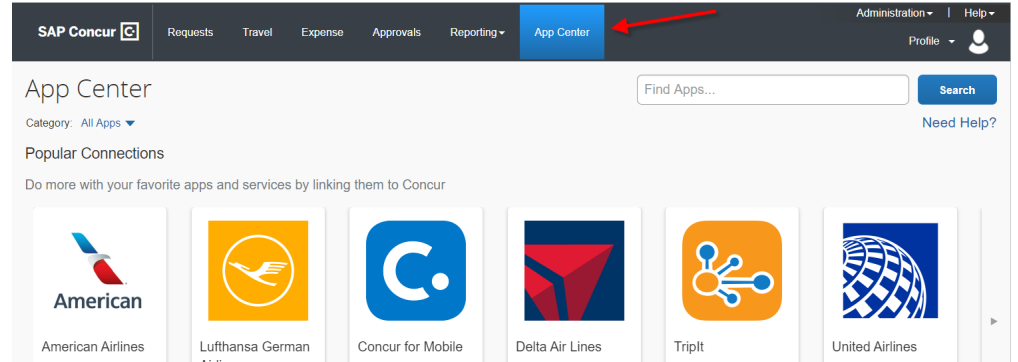 Administration | Help
SAP Concur C Requests Travel Expense Approvals Reporting App Center
Profile
App Center
Find Apps...
Search
Category: All Apps
Need Help?
Popular Connections
Do more with your favorite apps and services by linking them to Concur
American
C.
American Airlines
Lufthansa German
Concur for Mobile
Delta Air Lines
TripIt
United Airlines